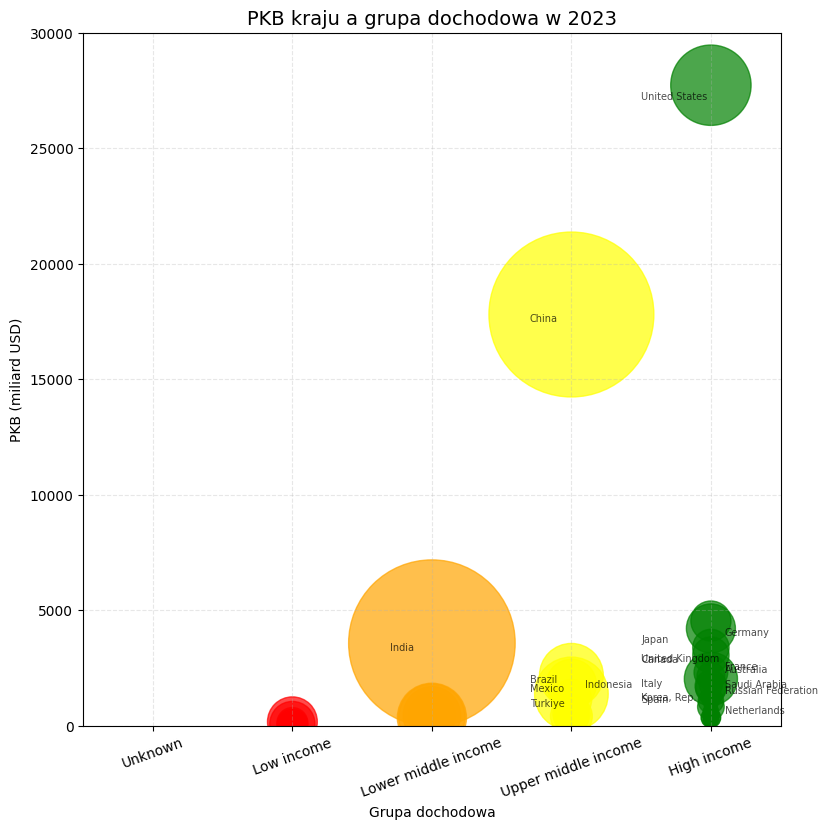 PKB kraju a grupa dochodowa w 2023
30000
United States
25000
20000
China
15000
PKB (miliard USD)
10000
5000
Germany
Japan
India
United Kingdom
Canada
France
Australia
Brazil
Indonesia
Italy
Saudi Arabia
Mexico
Russian Federation
Korea, Rep.
Spain
Turkiye
Netherlands
0
Unknown
Low income
Lower middle income
Upper middle income
High income
Grupa dochodowa